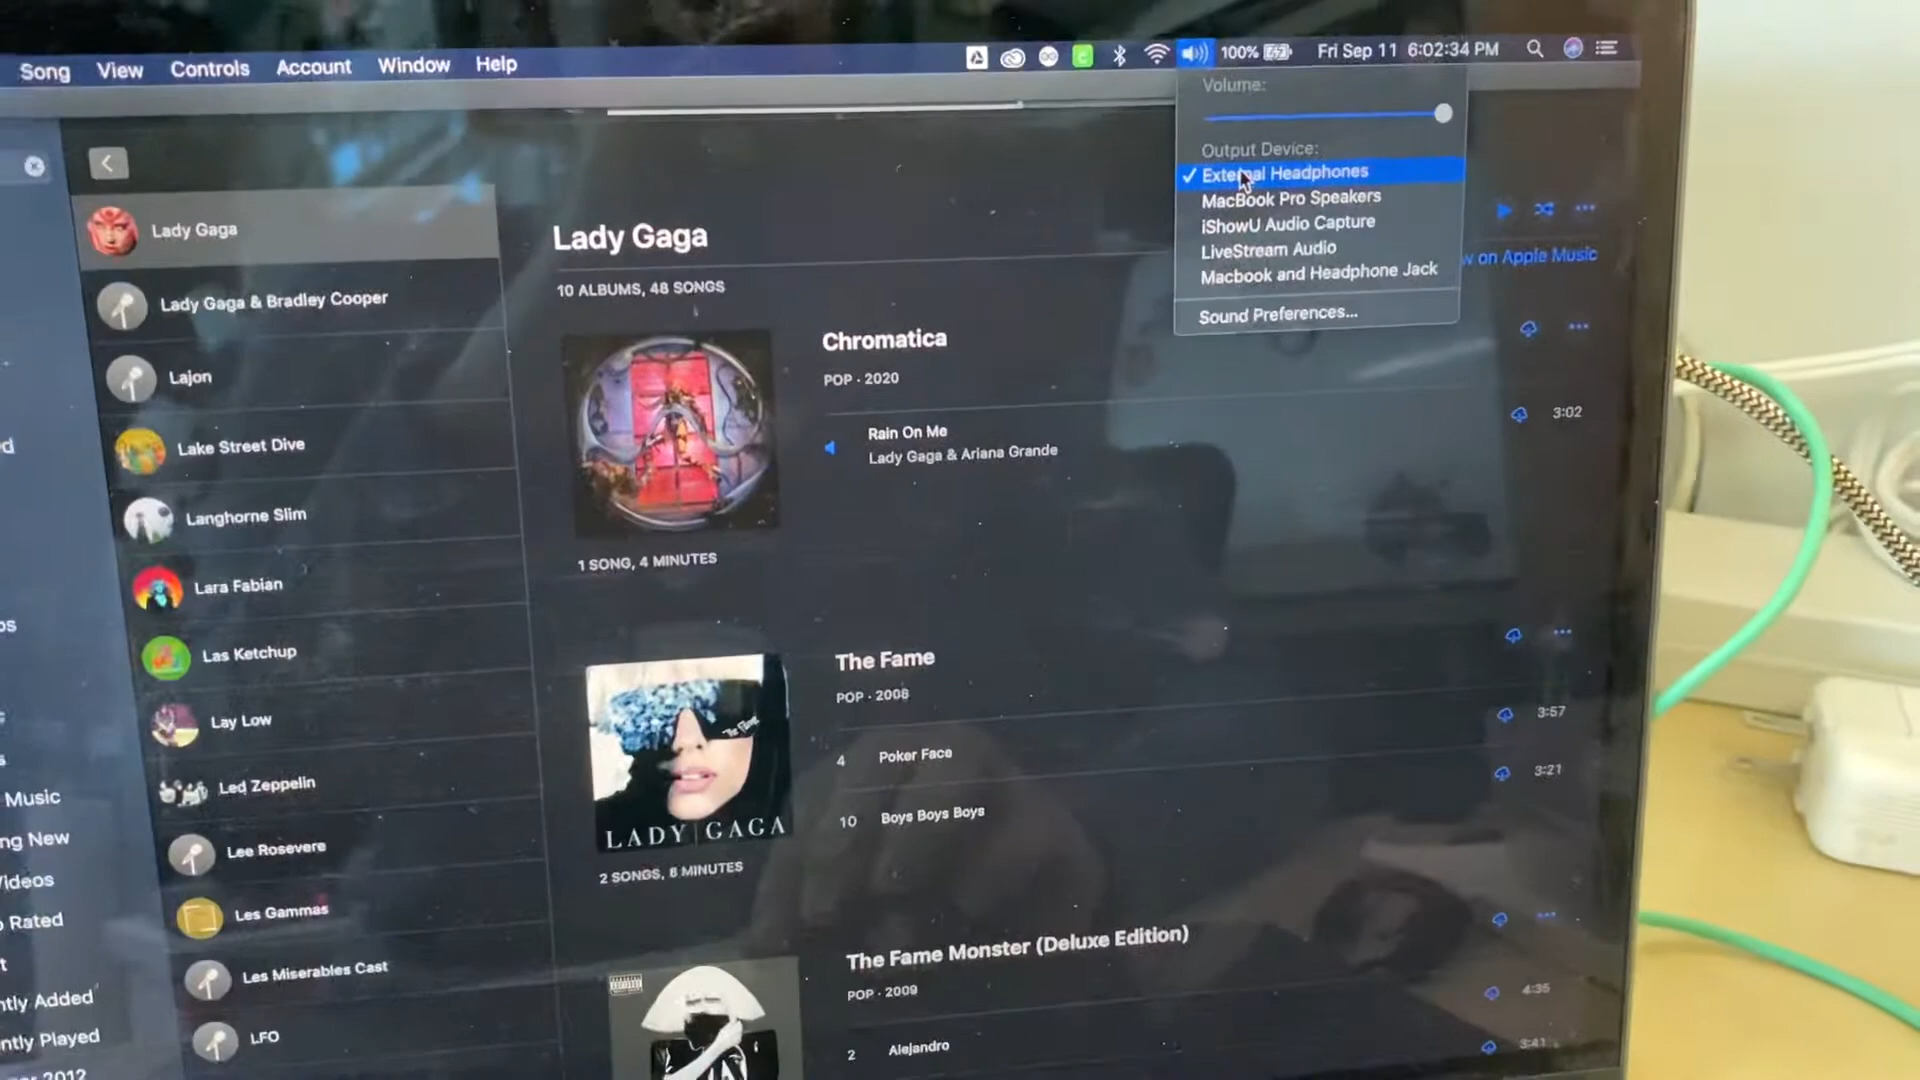 Song View Controls Account Window Help 100% Fri Sep 11 6:02:34 PM
Volume:
Output Device:
✓ External Headphones
MacBook Pro Speakers
iShowU Audio Capture
LiveStream Audio
Macbook and Headphone Jack
Sound Preferences...
on Apple Music
Music
Rated
Lady Gaga
Lady Gaga & Bradley Cooper
Lajon
Lake Street Dive
Langhorne Slim
Lara Fabian
Las Ketchup
Lay Low
Led Zeppelin
Lee Rosevere
Les Gammas
Les Miserables Cast
LFO
Lady Gaga
10 ALBUMS, 48 SONGS
Chromatica
POP · 2020
Rain On Me 3:02
Lady Gaga & Ariana Grande
1 SONG, 4 MINUTES
The Fame
POP · 2008
4 Poker Face 3:57
10 Boys Boys Boys 3:21
The Fame
LADY GAGA
2 SONGS, 8 MINUTES
The Fame Monster (Deluxe Edition)
POP · 2009
4:35
2 Alejandro 3:41